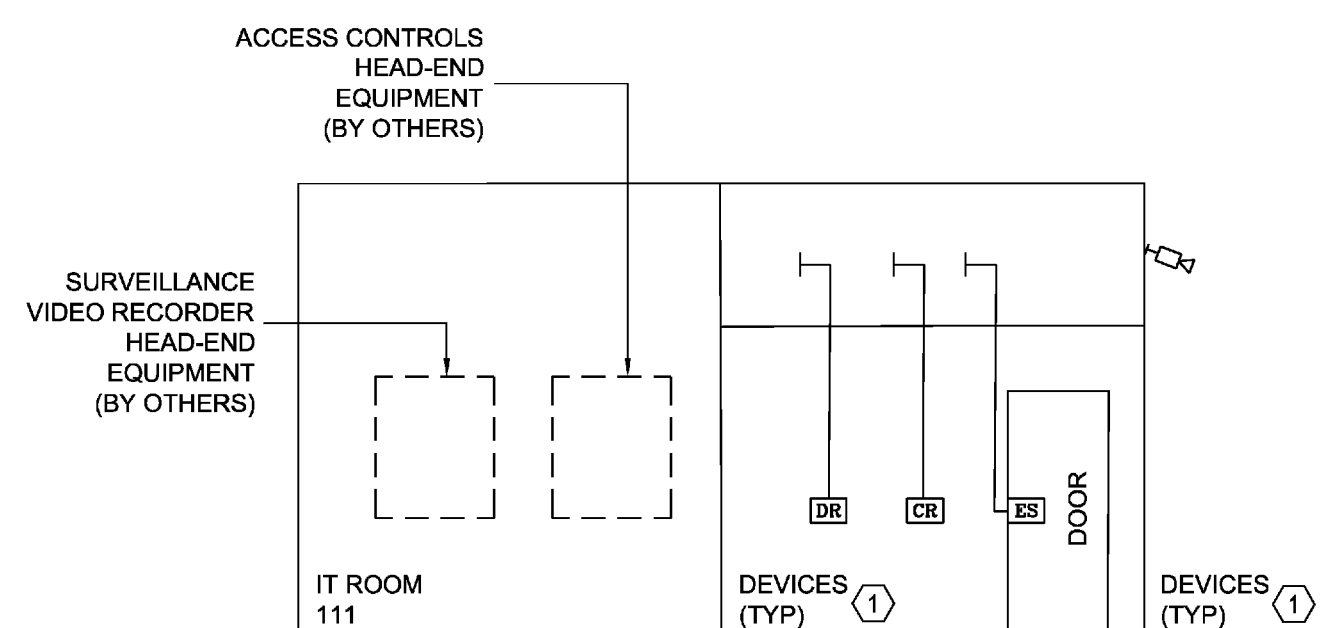 ACCESS CONTROLS
HEAD-END
EQUIPMENT
(BY OTHERS)
SURVEILLANCE
VIDEO RECORDER
HEAD-END
EQUIPMENT
(BY OTHERS)
DR
CR
ES
DOOR
IT ROOM
111
DEVICES
(TYP)
1
DEVICES
(TYP)
1